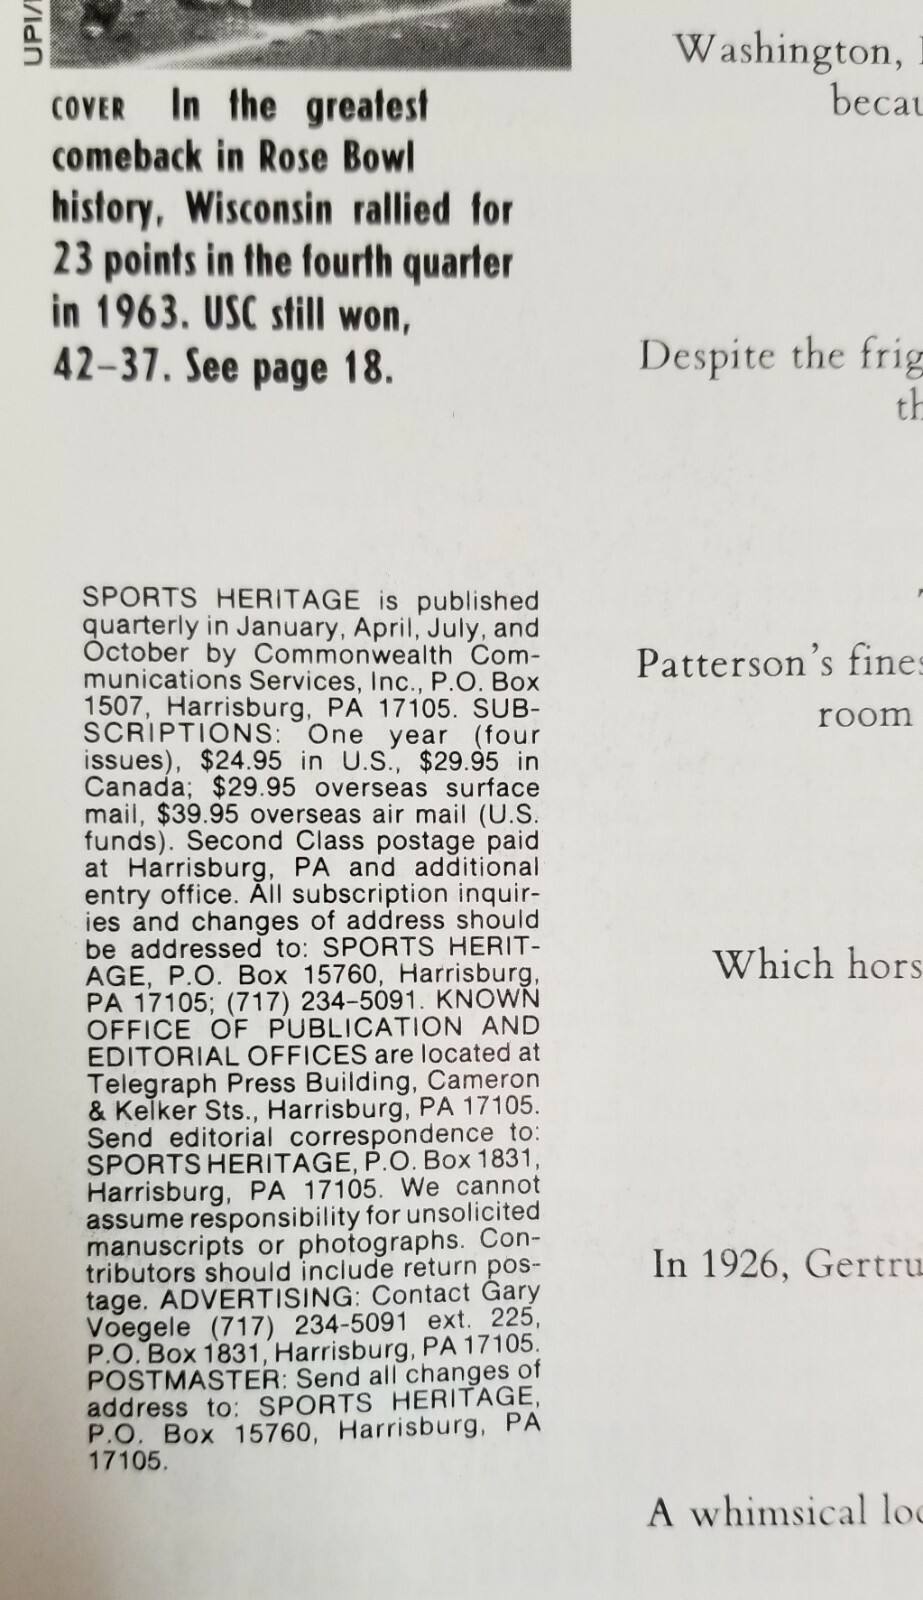 UPI/
COVER In the greatest
comeback in Rose Bowl
history, Wisconsin rallied for
23 points in the fourth quarter
in 1963. USC still won,
42–37. See page 18.
SPORTS HERITAGE is published
quarterly in January, April, July, and
October by Commonwealth Com-
munications Services, Inc., P.O. Box
1507, Harrisburg, PA 17105. SUB-
SCRIPTIONS: One year (four
issues), $24.95 in U.S., $29.95 in
Canada; $29.95 overseas surface
mail, $39.95 overseas air mail (U.S.
funds). Second Class postage paid
at Harrisburg, PA and additional
entry office. All subscription inquir-
ies and changes of address should
be addressed to: SPORTS HERIT-
AGE, P.O. Box 15760, Harrisburg,
PA 17105; (717) 234–5091. KNOWN
OFFICE OF PUBLICATION AND
EDITORIAL OFFICES are located at
Telegraph Press Building, Cameron
& Kelker Sts., Harrisburg, PA 17105.
Send editorial correspondence to:
SPORTS HERITAGE, P.O. Box 1831,
Harrisburg, PA 17105. We cannot
assume responsibility for unsolicited
manuscripts or photographs. Con-
tributors should include return pos-
tage. ADVERTISING: Contact Gary
Voegele (717) 234-5091 ext. 225,
P.O. Box 1831, Harrisburg, PA 17105.
POSTMASTER: Send all changes of
address to: SPORTS HERITAGE,
P.O. Box 15760, Harrisburg, PA
17105.
Washington,
becau
Despite the frig
th
Patterson's fines
room
Which hors
In 1926, Gertru
A whimsical loo